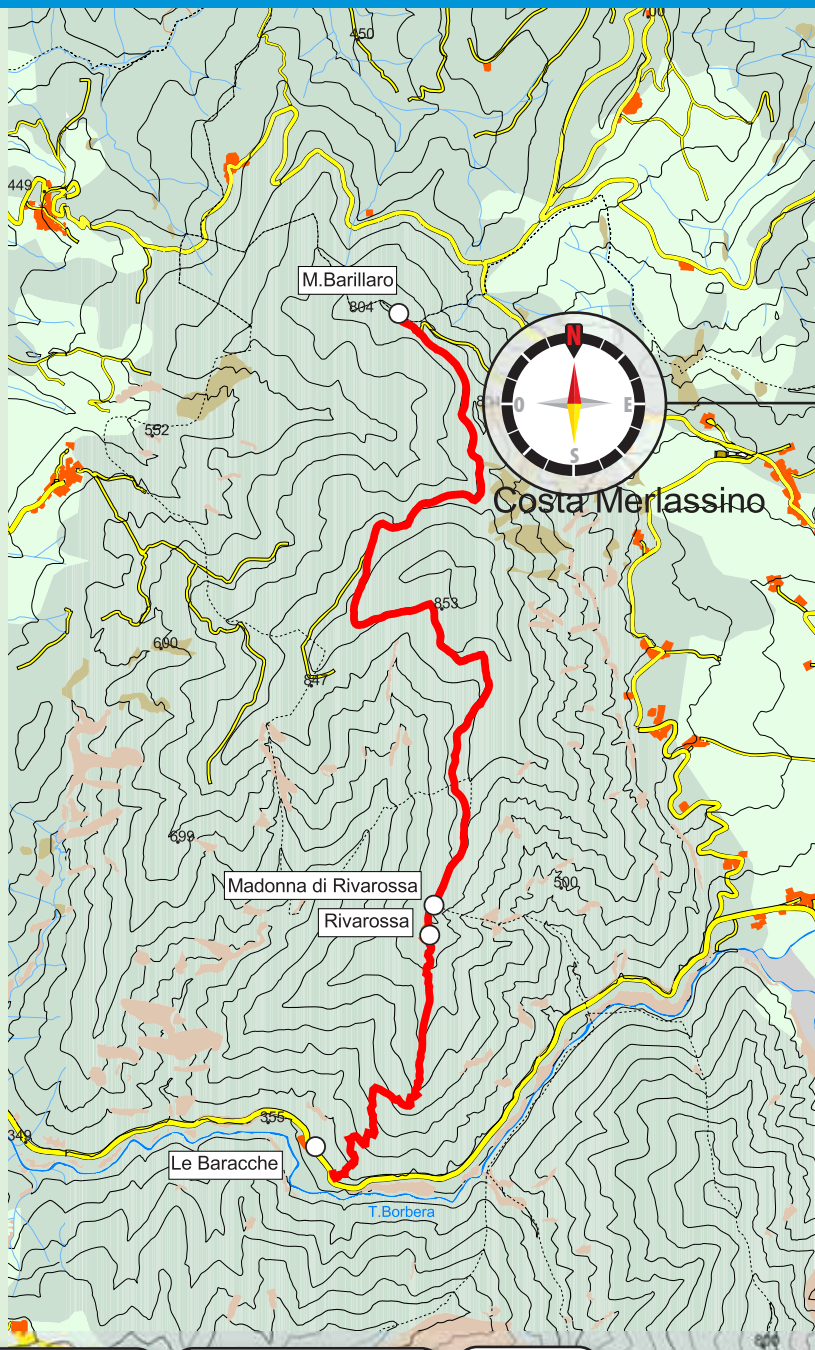 450
449
M.Barillaro
804
N
O
E
S
552
Costa Merlassino
853
690
847
699
Madonna di Rivarossa
500
Rivarossa
355
349
Le Baracche
T.Borbera